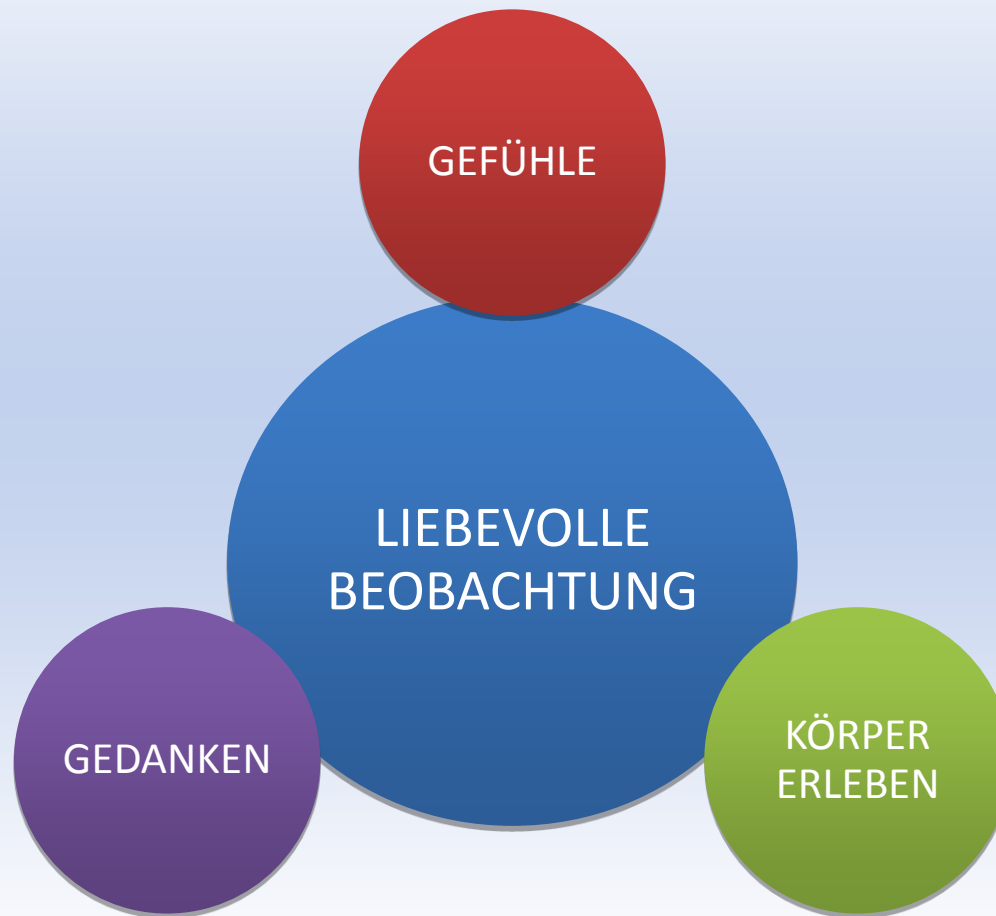 GEFÜHLE
LIEBEVOLLE
BEOBACHTUNG
GEDANKEN
KÖRPER
ERLEBEN